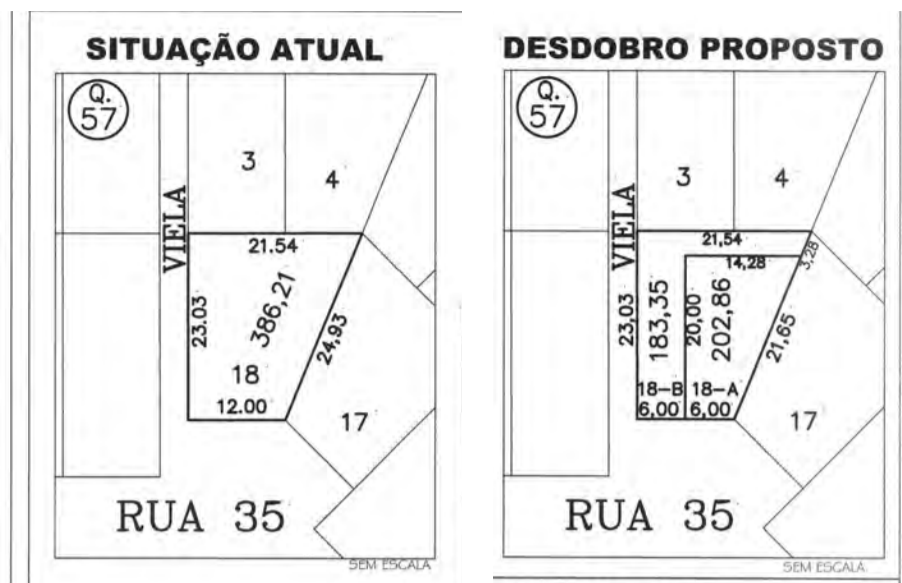 SITUAÇÃO ATUAL
Q.
57
3
4
VIELA
21.54
23.03
386,21
24,93
18
12.00
17
RUA 35
SEM ESCALA
DESDOBRO PROPOSTO
Q.
57
3
4
VIELA
21,54
14,28
3,28
23,03
183,35
20,00
202,86
21,65
18-B
18-A
6,00
6,00
17
RUA 35
SEM ESCALA